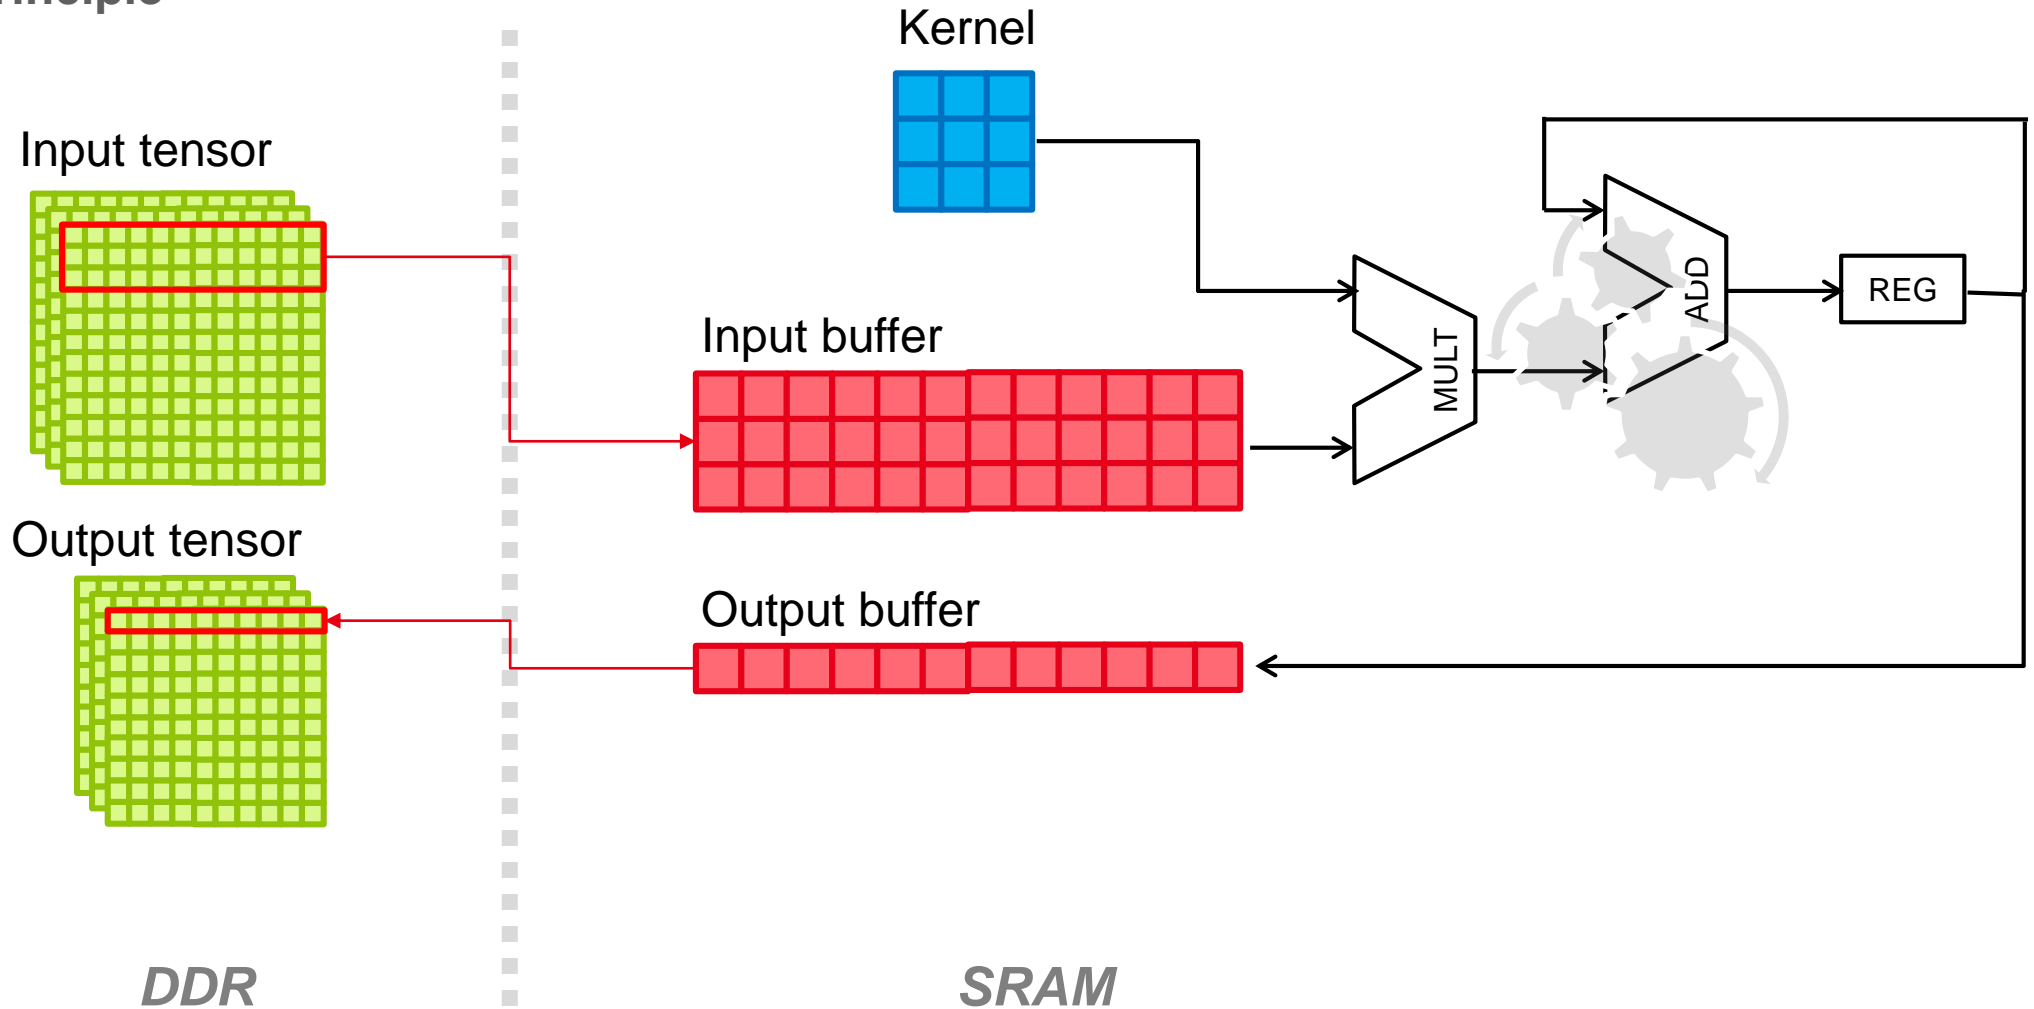 Kernel
Input tensor
ADD
REG
Input buffer
MULT
Output tensor
Output buffer
DDR
SRAM